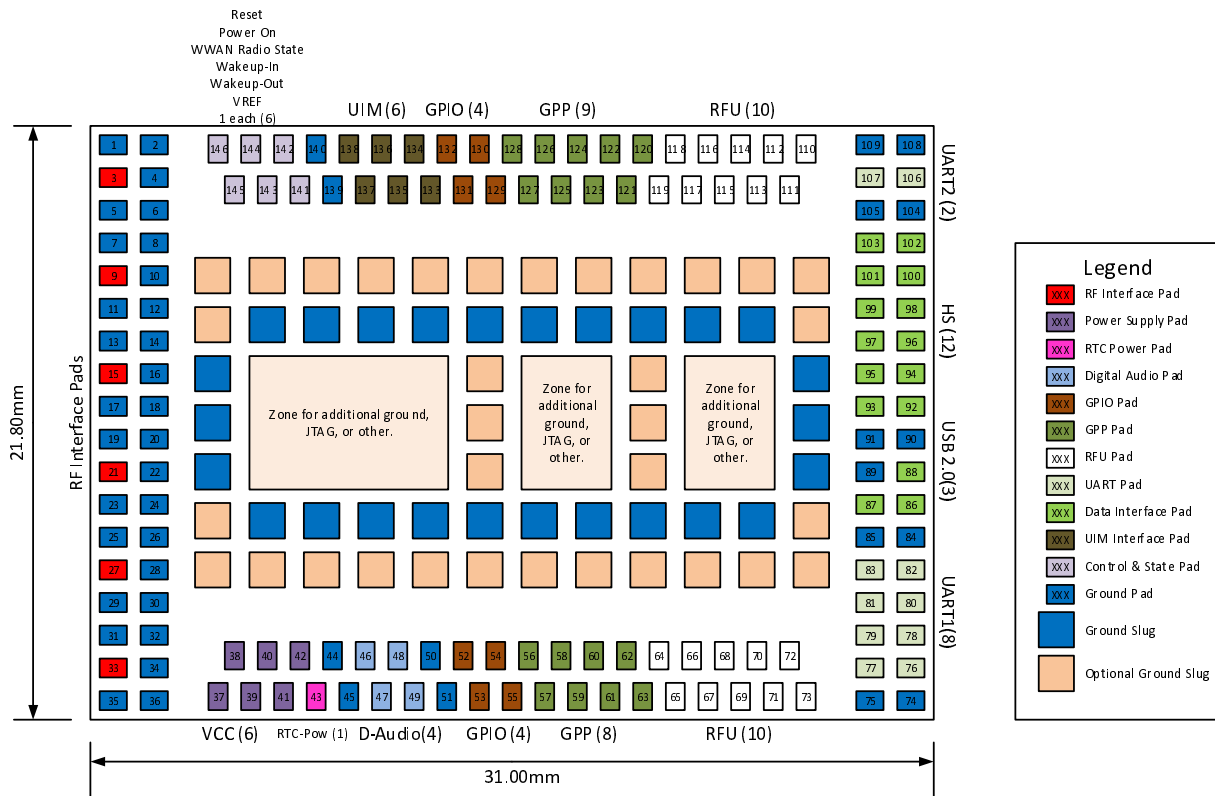 Reset
Power On
WWAN Radio State
Wakeup-In
Wakeup-Out
VREF
1 each (6)
UIM (6) GPIO (4) GPP (9) RFU (10)
1 2 146 144 142 140 138 136 134 132 130 128 126 124 122 120 118 116 114 112 110 109 108
3 4 145 143 141 139 137 135 133 131 129 127 125 123 121 119 117 115 113 111 107 106
5 6 105 104
7 8 103 102
9 10 101 100
11 12 99 98
13 14 97 96
15 16 95 94
17 18 93 92
19 20 91 90
21 22 89 88
23 24 87 86
25 26 85 84
27 28 83 82
29 30 81 80
31 32 79 78
33 34 38 40 42 44 46 48 50 52 54 56 58 60 62 64 66 68 70 72 77 76
35 36 37 39 41 43 45 47 49 51 53 55 57 59 61 63 65 67 69 71 73 75 74
Zone for additional ground,
JTAG, or other.
Zone for
additional
ground,
JTAG, or
other.
Zone for
additional
ground,
JTAG, or
other.
VCC (6) RTC-Pow (1) D-Audio(4) GPIO (4) GPP (8) RFU (10)
31.00mm
21.80mm
RF Interface Pads
UART2 (2)
HS (12)
USB 2.0(3)
UART1(8)
Legend
XXX RF Interface Pad
XXX Power Supply Pad
XXX RTC Power Pad
XXX Digital Audio Pad
XXX GPIO Pad
XXX GPP Pad
XXX RFU Pad
XXX UART Pad
XXX Data Interface Pad
XXX UIM Interface Pad
XXX Control & State Pad
XXX Ground Pad
Ground Slug
Optional Ground Slug